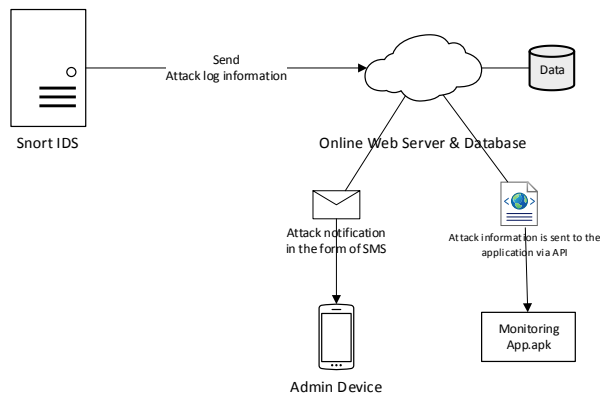 Send
Attack log information
Data
Snort IDS
Online Web Server & Database
Attack notification
in the form of SMS
Attack information is sent to the
application via API
Monitoring
App.apk
Admin Device